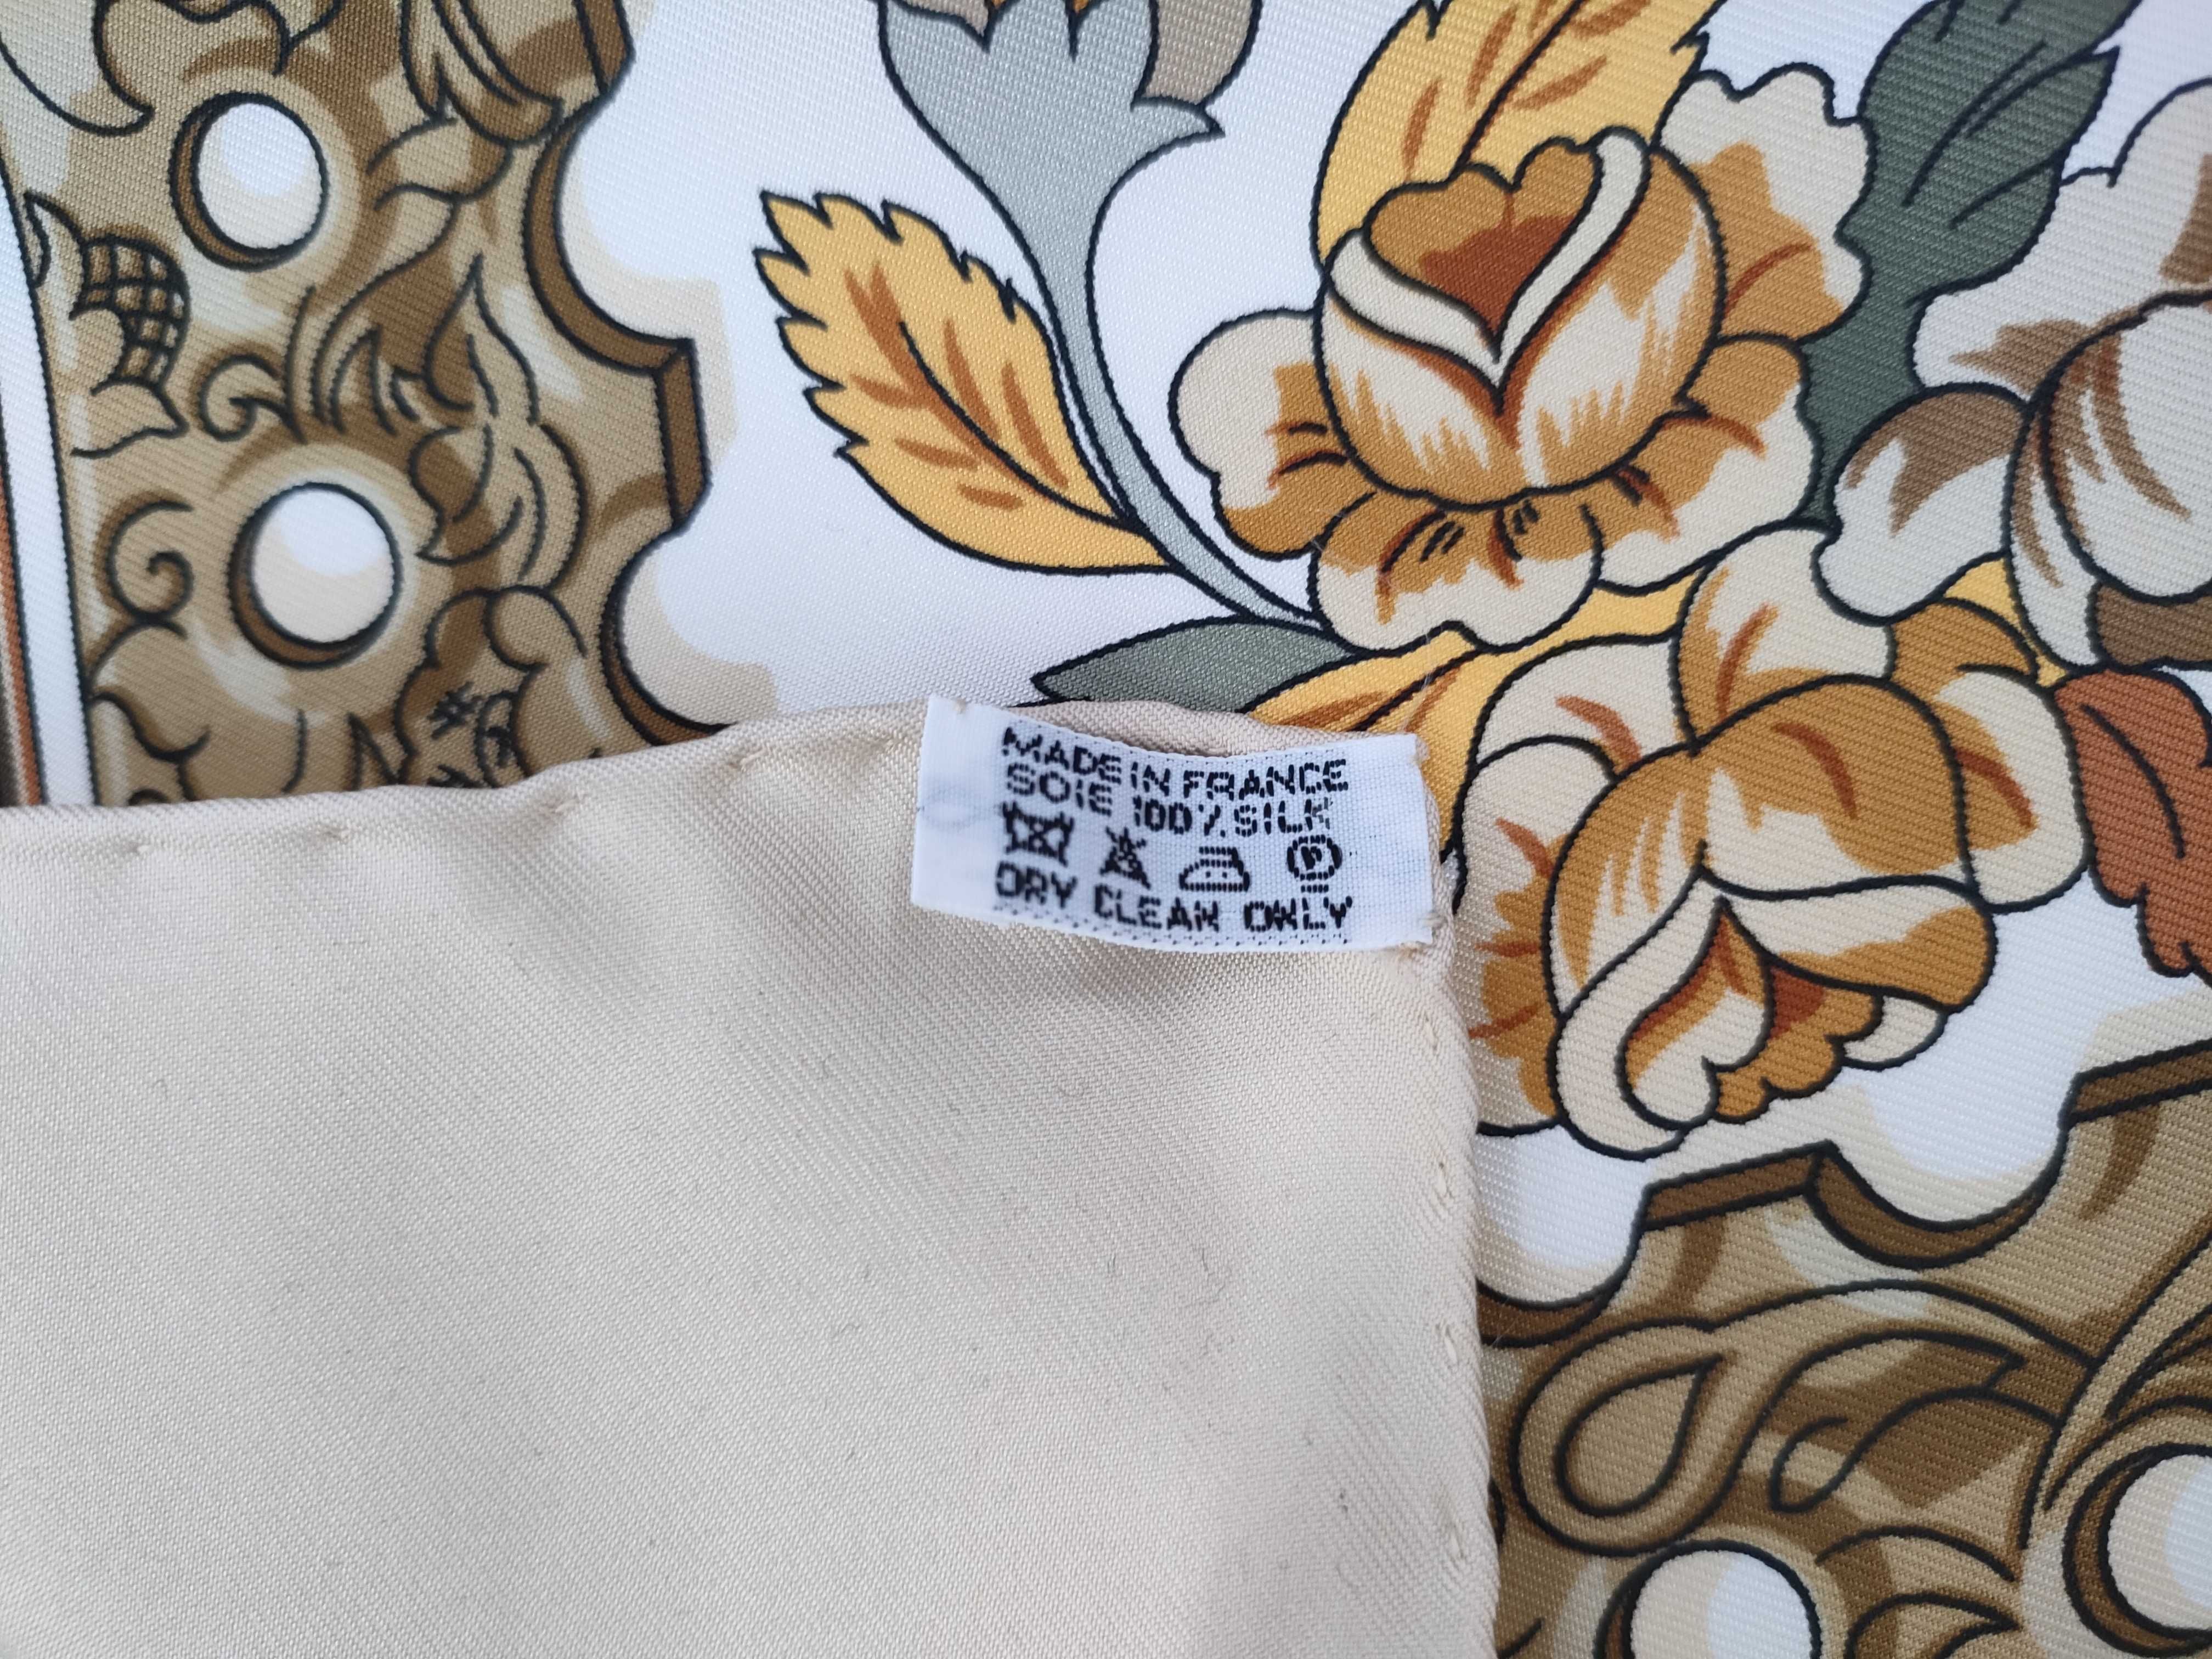 MADE IN FRANCE
SOIE 100% SILK
DRY CLEAN ONLY